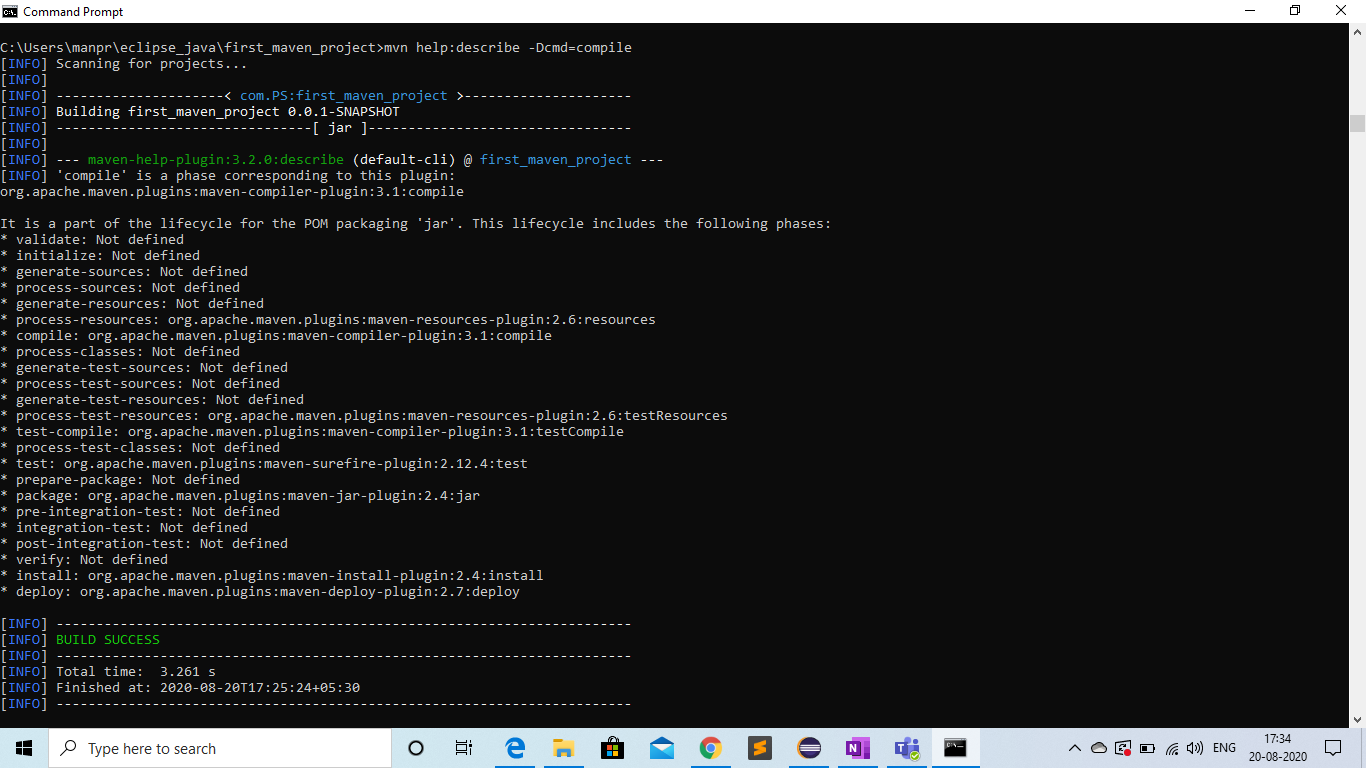 Command Prompt
C:\Users\manpr\eclipse_java\first_maven_project>mvn help:describe -Dcmd=compile
[INFO] Scanning for projects...
[INFO]
[INFO] ---------------------< com.PS:first_maven_project >---------------------
[INFO] Building first_maven_project 0.0.1-SNAPSHOT
[INFO] --------------------------------[ jar ]---------------------------------
[INFO]
[INFO] --- maven-help-plugin:3.2.0:describe (default-cli) @ first_maven_project ---
[INFO] 'compile' is a phase corresponding to this plugin:
org.apache.maven.plugins:maven-compiler-plugin:3.1:compile
It is a part of the lifecycle for the POM packaging 'jar'. This lifecycle includes the following phases:
* validate: Not defined
* initialize: Not defined
* generate-sources: Not defined
* process-sources: Not defined
* generate-resources: Not defined
* process-resources: org.apache.maven.plugins:maven-resources-plugin:2.6:resources
* compile: org.apache.maven.plugins:maven-compiler-plugin:3.1:compile
* process-classes: Not defined
* generate-test-sources: Not defined
* process-test-sources: Not defined
* generate-test-resources: Not defined
* process-test-resources: org.apache.maven.plugins:maven-resources-plugin:2.6:testResources
* test-compile: org.apache.maven.plugins:maven-compiler-plugin:3.1:testCompile
* process-test-classes: Not defined
* test: org.apache.maven.plugins:maven-surefire-plugin:2.12.4:test
* prepare-package: Not defined
* package: org.apache.maven.plugins:maven-jar-plugin:2.4:jar
* pre-integration-test: Not defined
* integration-test: Not defined
* post-integration-test: Not defined
* verify: Not defined
* install: org.apache.maven.plugins:maven-install-plugin:2.4:install
* deploy: org.apache.maven.plugins:maven-deploy-plugin:2.7:deploy
[INFO] ------------------------------------------------------------------------
[INFO] BUILD SUCCESS
[INFO] ------------------------------------------------------------------------
[INFO] Total time:  3.261 s
[INFO] Finished at: 2020-08-20T17:25:24+05:30
[INFO] ------------------------------------------------------------------------
Type here to search
ENG
17:34
20-08-2020